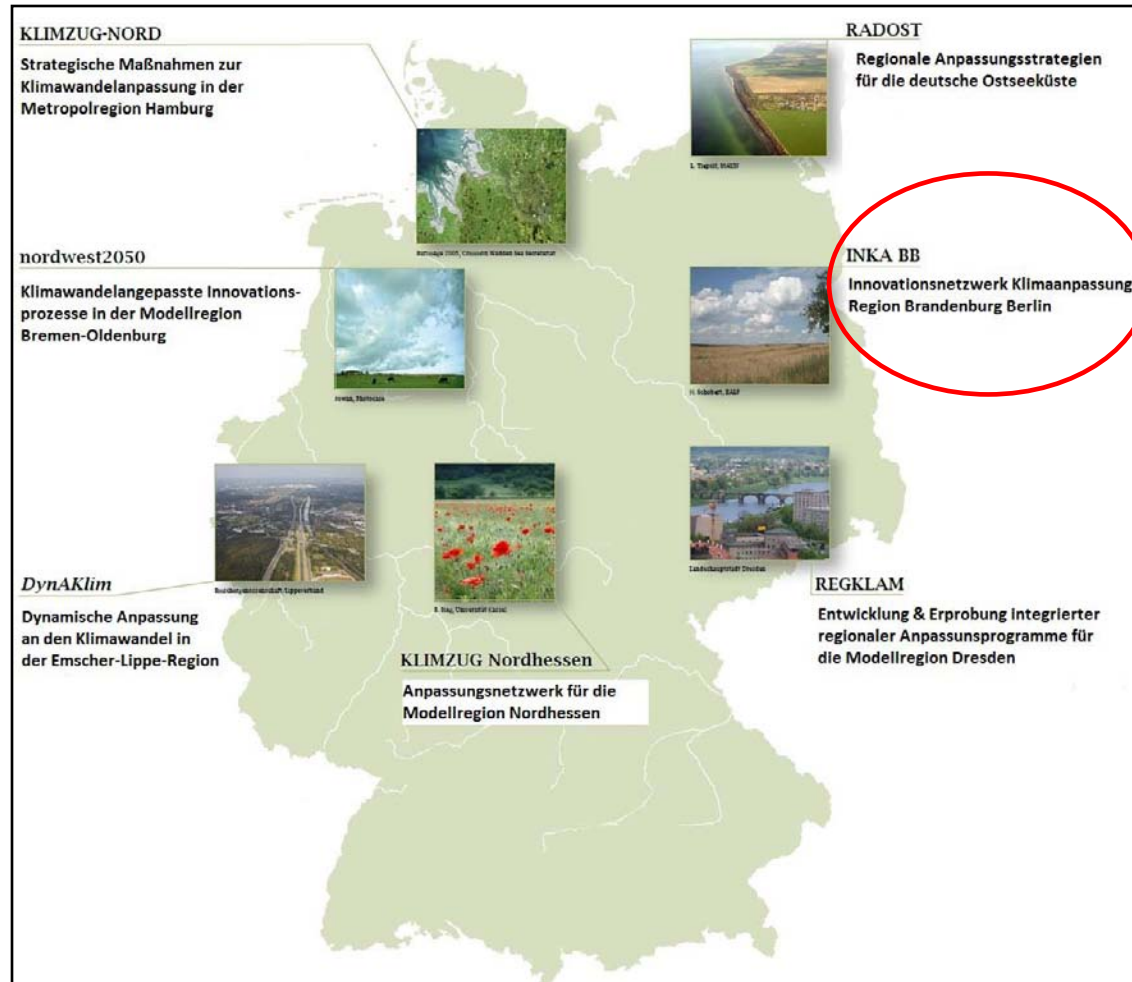 KLIMZUG-NORD
Strategische Maßnahmen zur
Klimawandelanpassung in der
Metropolregion Hamburg
RADOST
Regionale Anpassungsstrategien
für die deutsche Ostseeküste
nordwest2050
Klimawandelangepasste Innovations-
prozesse in der Modellregion
Bremen-Oldenburg
INKA BB
Innovationsnetzwerk Klimaanpassung
Region Brandenburg Berlin
DynAKlim
Dynamische Anpassung
an den Klimawandel in
der Emscher-Lippe-Region
KLIMZUG Nordhessen
Anpassungsnetzwerk für die
Modellregion Nordhessen
Landeshauptstadt Dresden
REGKLAM
Entwicklung & Erprobung integrierter
regionaler Anpassunsprogramme für
die Modellregion Dresden